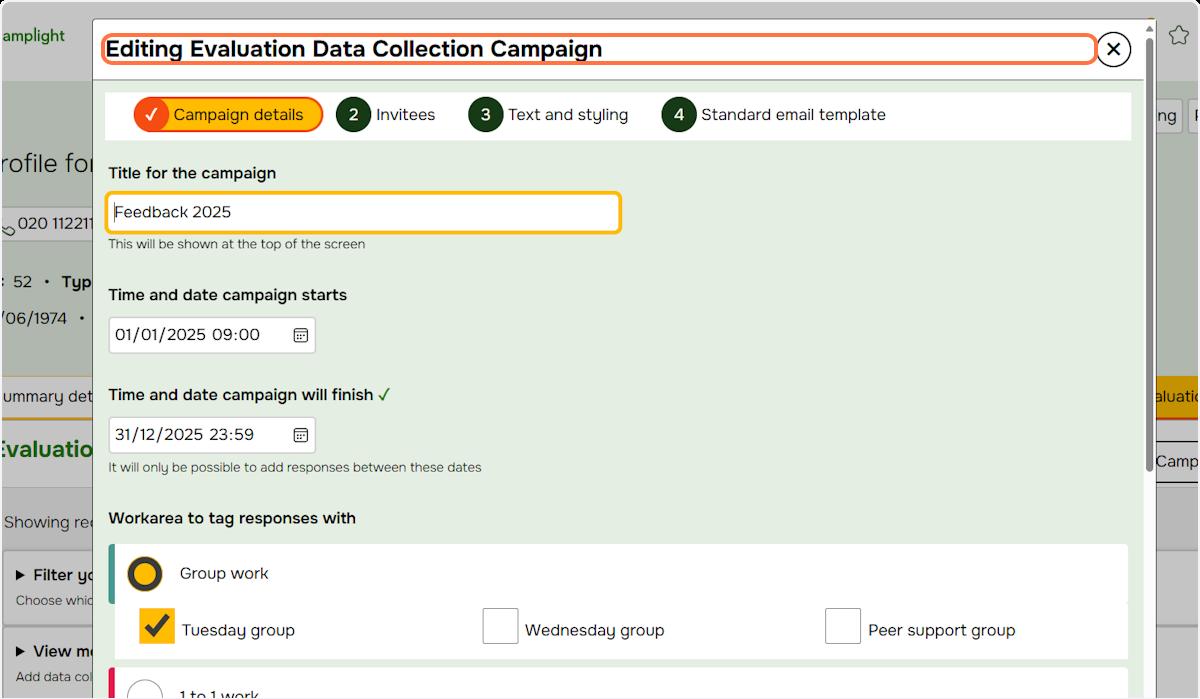 amplight
Editing Evaluation Data Collection Campaign
Campaign details
2 Invitees
3 Text and styling
4 Standard email template
ng
rofile for
Title for the campaign
Feedback 2025
020 112211
This will be shown at the top of the screen
: 52 • Typ
Time and date campaign starts
/06/1974 •
01/01/2025 09:00
Time and date campaign will finish ✓
ummary det
aluatio
31/12/2025 23:59
Evaluatio
It will only be possible to add responses between these dates
Camp
Showing rec
Workarea to tag responses with
Group work
Filter yo
Choose whic
Tuesday group
Wednesday group
Peer support group
View m
Add data col
1 to 1 work